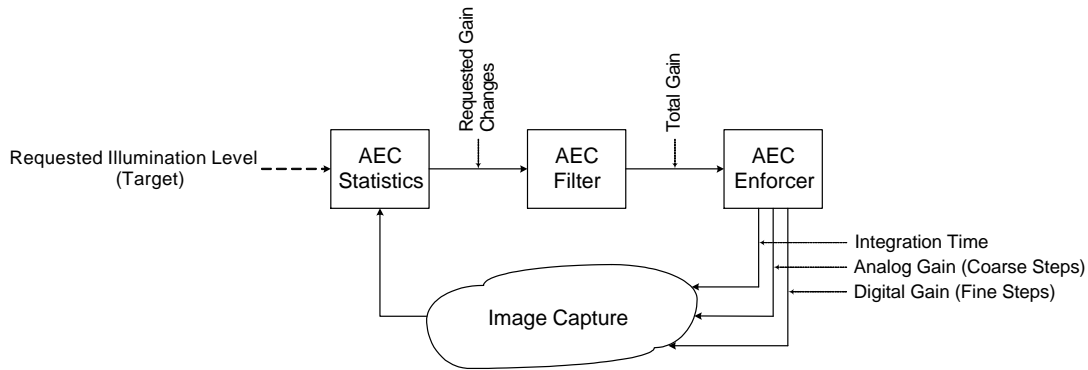 Requested Gain
Changes
Total Gain
Requested Illumination Level
(Target)
AEC
Statistics
AEC
Filter
AEC
Enforcer
Integration Time
Analog Gain (Coarse Steps)
Digital Gain (Fine Steps)
Image Capture